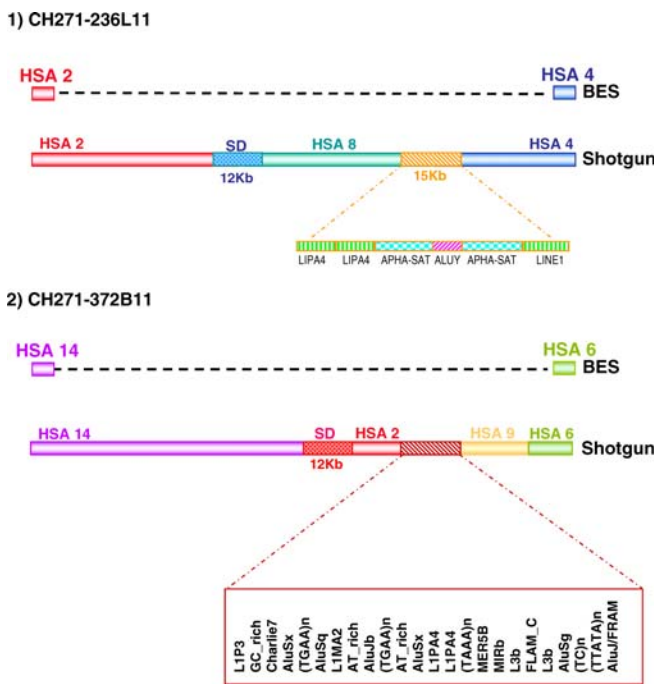 1) CH271-236L11
HSA 2 HSA 4
BES
HSA 2 SD HSA 8 HSA 4
Shotgun
12Kb 15Kb
LIPA4 LIPA4 APHA-SAT ALUY APHA-SAT LINE1
2) CH271-372B11
HSA 14 HSA 6
BES
HSA 14 SD HSA 2 HSA 9 HSA 6
Shotgun
12Kb
L1P3
GC_rich
Charlie7
AluSx
(TGAA)n
AluSq
L1MA2
AT_rich
AluJb
(TGAA)n
AT_rich
AluSx
L1PA4
L1PA4
(TAAA)n
MER5B
MIRb
L3b
FLAM_C
L3b
AluSg
(TC)n
(TTATA)n
AluJ/FRAM